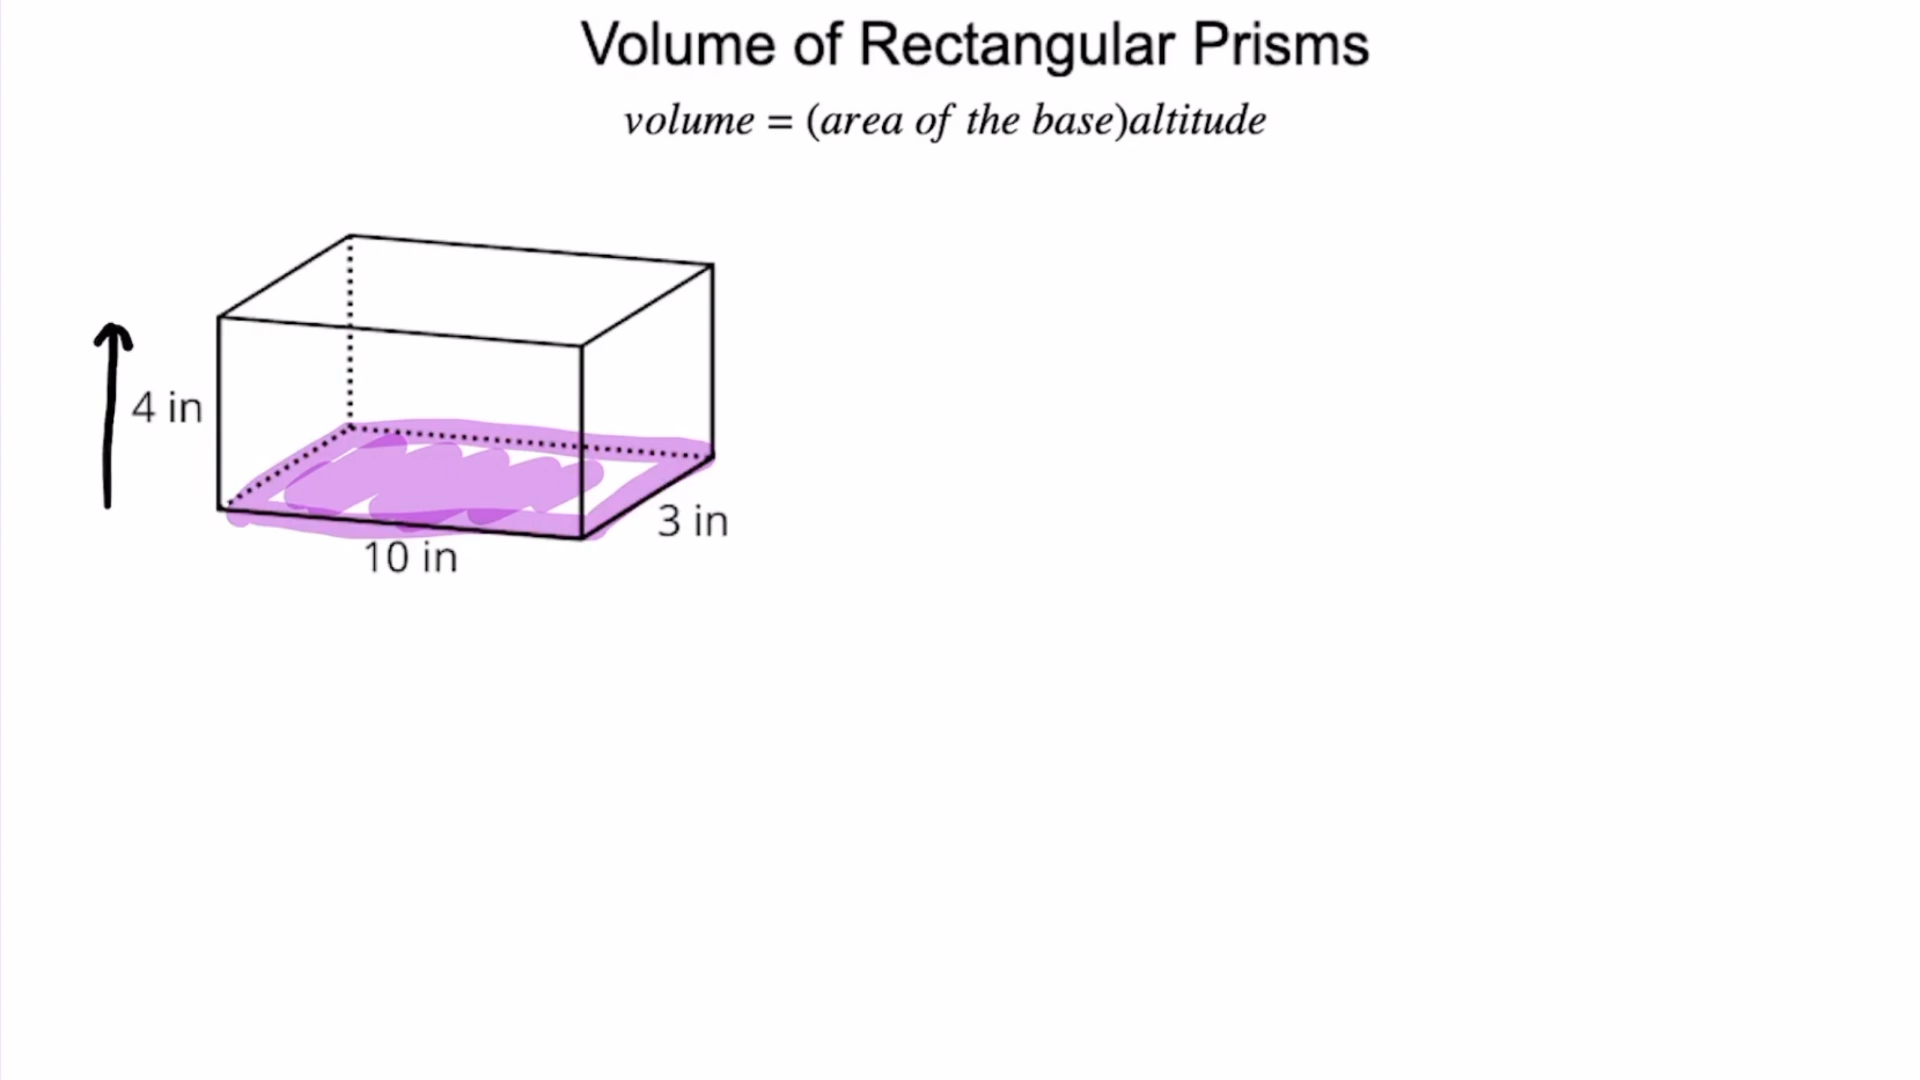 Volume of Rectangular Prisms
volume = (area of the base)altitude
4 in
3 in
10 in